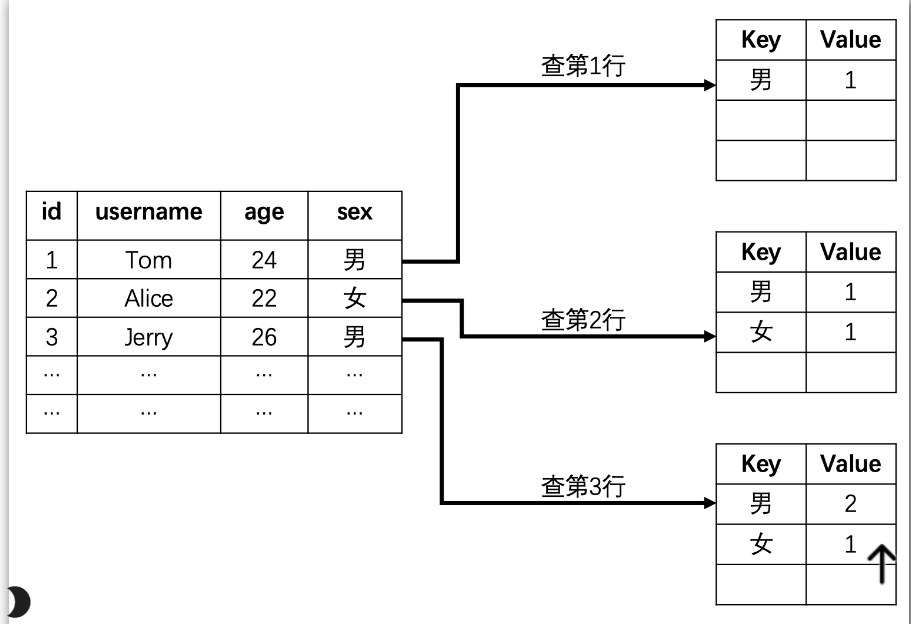 id username age sex
1 Tom 24 男
2 Alice 22 女
3 Jerry 26 男
... ... ... ...
... ... ... ...
查第1行
Key Value
男 1
查第2行
Key Value
男 1
女 1
查第3行
Key Value
男 2
女 1